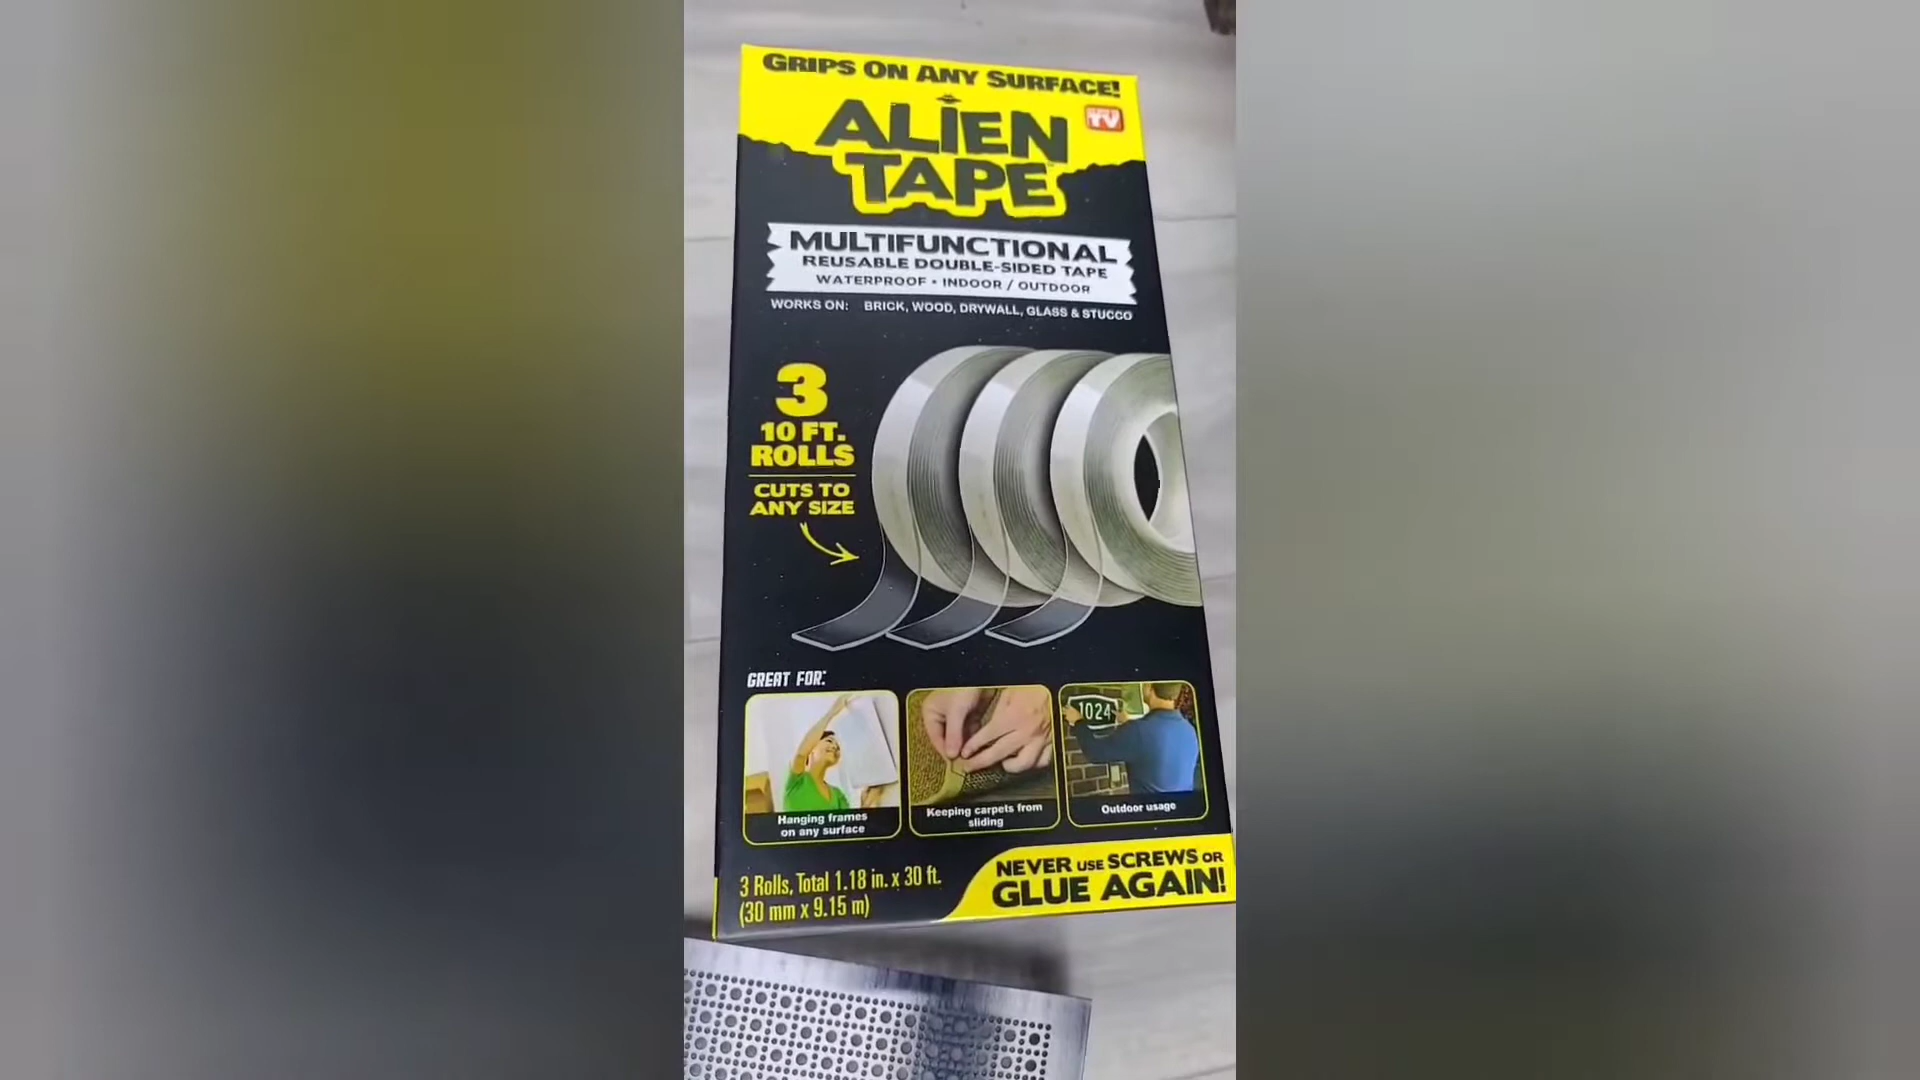 GRIPS ON ANY SURFACE!
ALIEN
TAPE
TV
MULTIFUNCTIONAL
REUSABLE DOUBLE-SIDED TAPE
WATERPROOF • INDOOR / OUTDOOR
WORKS ON: BRICK, WOOD, DRYWALL, GLASS & STUCCO
3
10 FT.
ROLLS
CUTS TO
ANY SIZE
GREAT FOR:
1024
Hanging frames
on any surface
Keeping carpets from
sliding
Outdoor usage
3 Rolls, Total 1.18 in. x 30 ft.
(30 mm x 9.15 m)
NEVER USE SCREWS OR
GLUE AGAIN!